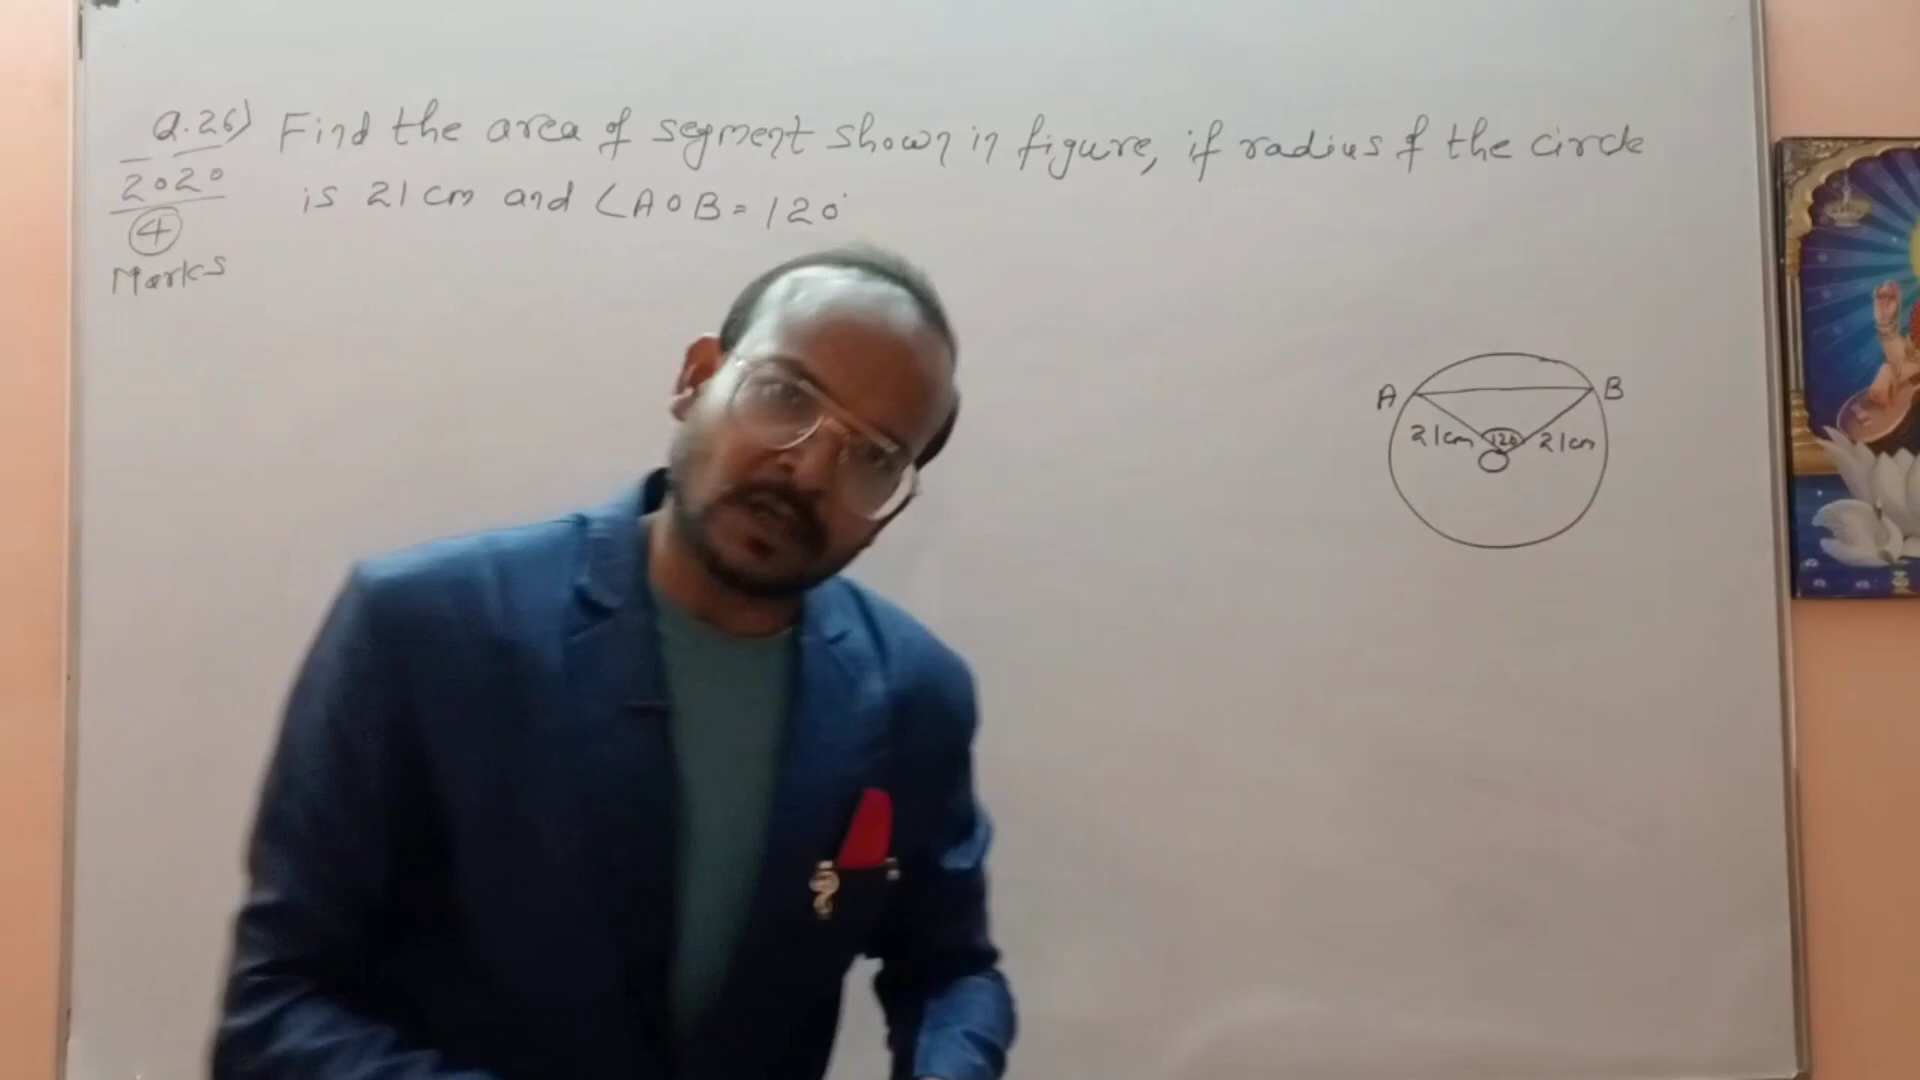 Q.26) Find the area of segment shown in figure, if radius of the circle
2020 is 21 cm and ∠AOB = 120°
4
Marks
A B
21cm 120 21cm
O